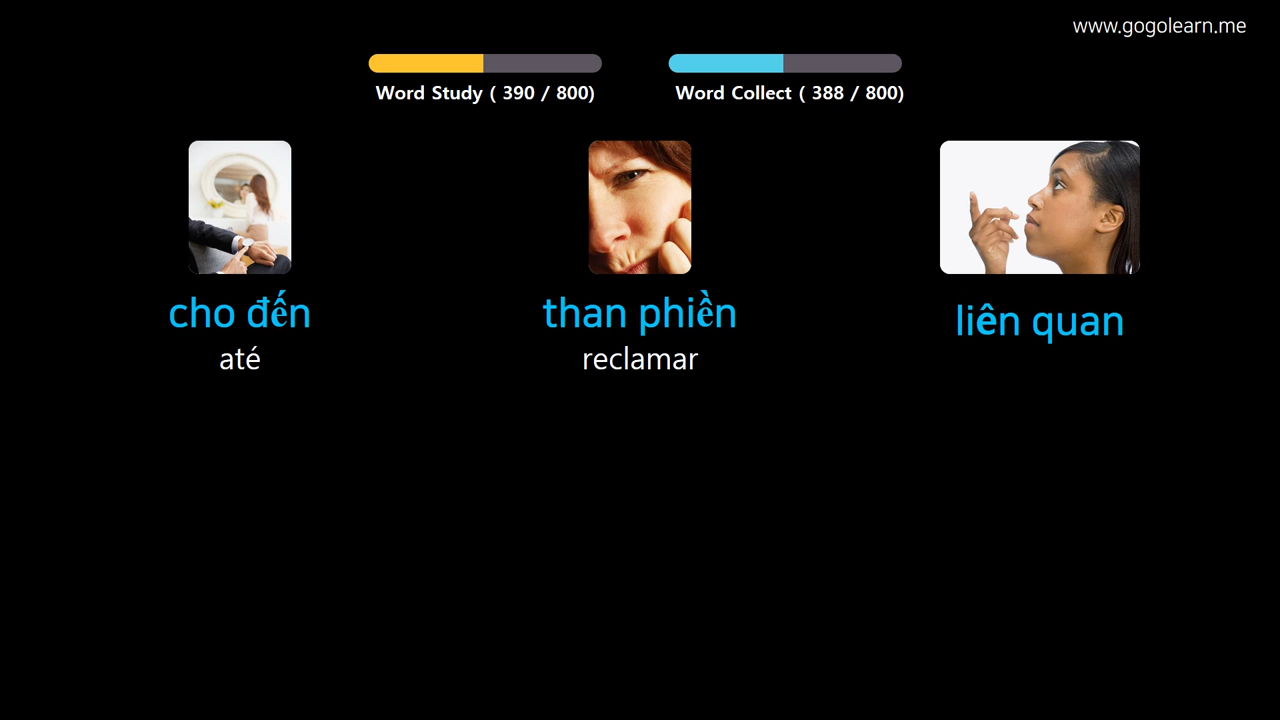 www.gogolearn.me
Word Study ( 390 / 800)
Word Collect ( 388 / 800)
cho đến
até
than phiền
reclamar
liên quan